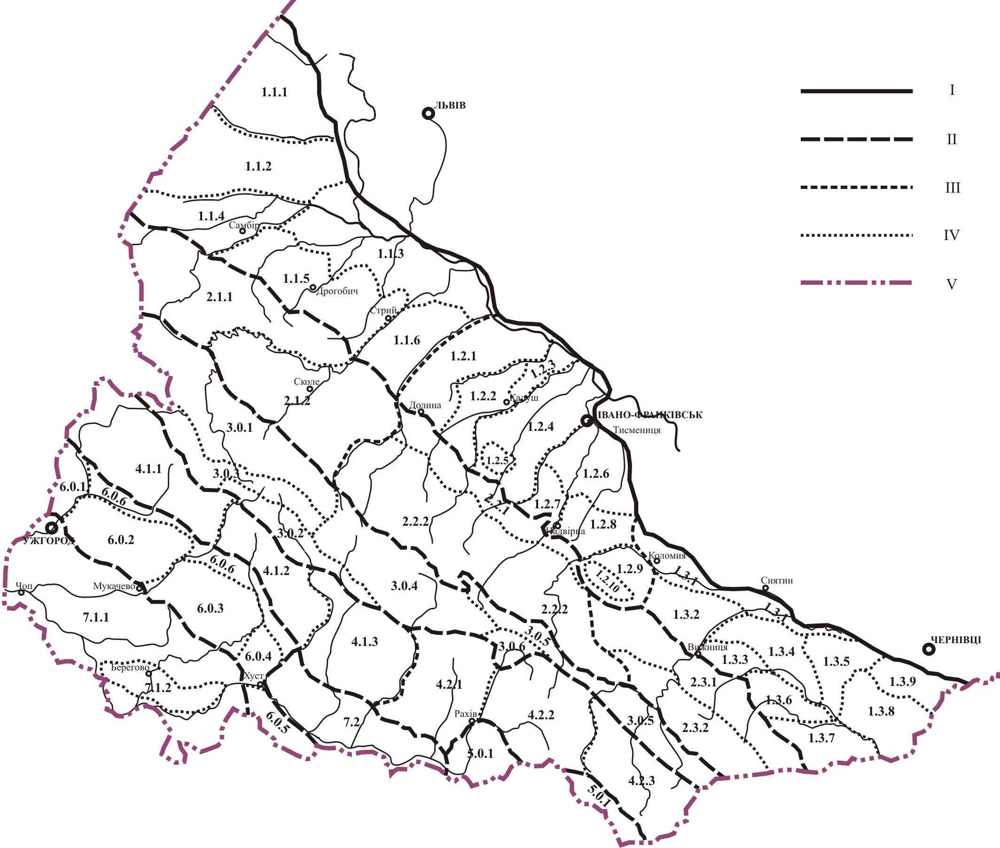 1.1.1
ЛЬВІВ
I
II
III
IV
V
1.1.2
1.1.4
Самбір
1.1.3
1.1.5
Дрогобич
2.1.1
Стрий
1.1.6
1.2.1
1.2.3
Сколе
2.1.2
1.2.2
Калуш
Долина
ІВАНО-ФРАНКІВСЬК
Тисмениця
3.0.1
1.2.4
1.2.5
4.1.1
3.0.3
1.2.6
6.0.1
6.0.6
2.2.1
1.2.7
2.2.2
1.2.8
Надвірна
УЖГОРОД
6.0.2
3.0.2
Коломия
6.0.6
4.1.2
1.2.9
1.2.10
1.3.1
Чоп
Мукачево
3.0.4
Снятин
6.0.3
7.1.1
2.2.2
1.3.2
1.3.1
4.1.3
3.0.5
3.0.6
ЧЕРНІВЦІ
Вижниця
6.0.4
1.3.3
1.3.4
1.3.5
Берегово
Хуст
7.1.2
4.2.1
2.3.1
1.3.9
1.3.6
1.3.8
Рахів
4.2.2
7.2
6.0.5
3.0.5
2.3.2
1.3.7
5.0.1
4.2.3
5.0.1